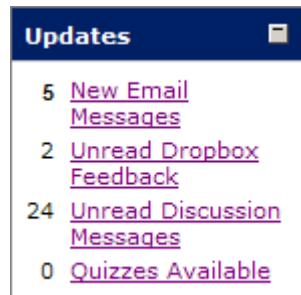 Updates
5 New Email
Messages
2 Unread Dropbox
Feedback
24 Unread Discussion
Messages
0 Quizzes Available